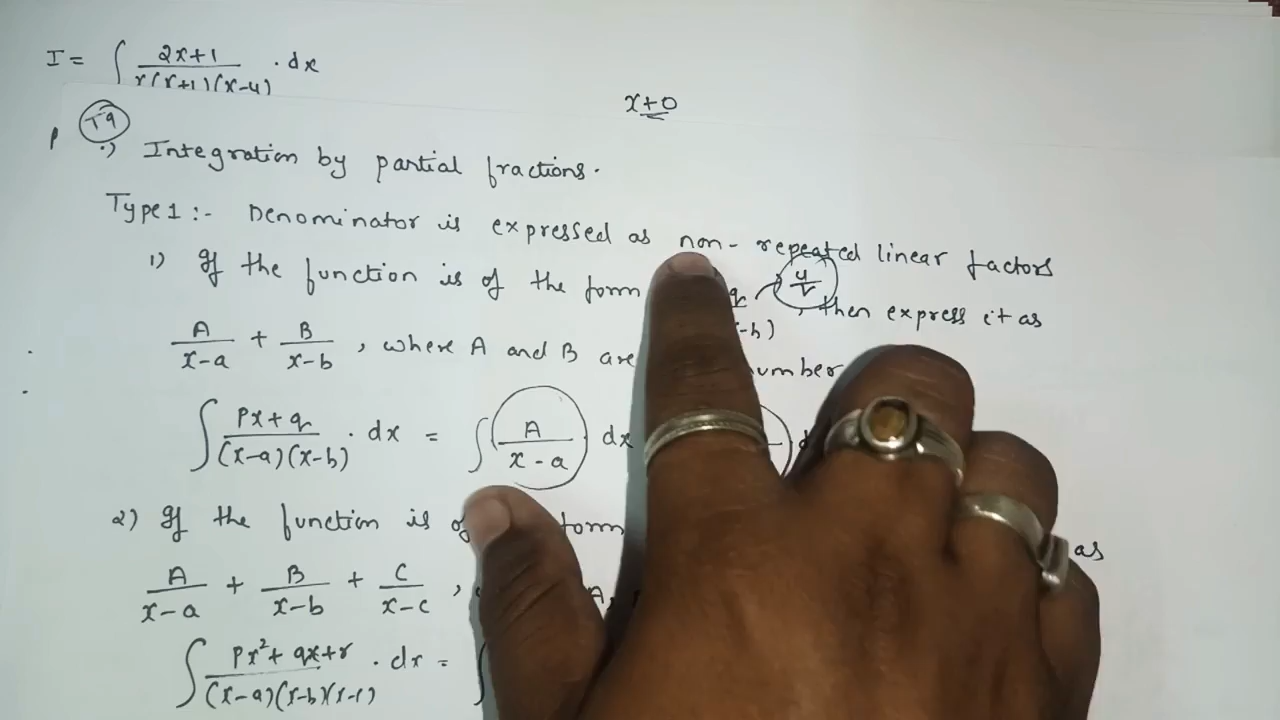 I = ∫ 2x+1 / x(x+1)(x-4) . dx
x+0
T9
Integration by partial fractions.
Type 1 :- Denominator is expressed as non-repeated linear factors
1) If the function is of the form u/v , then express it as
A/x-a + B/x-b , where A and B are
∫ Px+q / (x-a)(x-b) . dx = ∫ A / x-a dx
2) If the function is form as
A/x-a + B/x-b + C/x-c , A,
∫ Px²+qx+r / (x-a)(x-b)(x-c) . dx = ∫